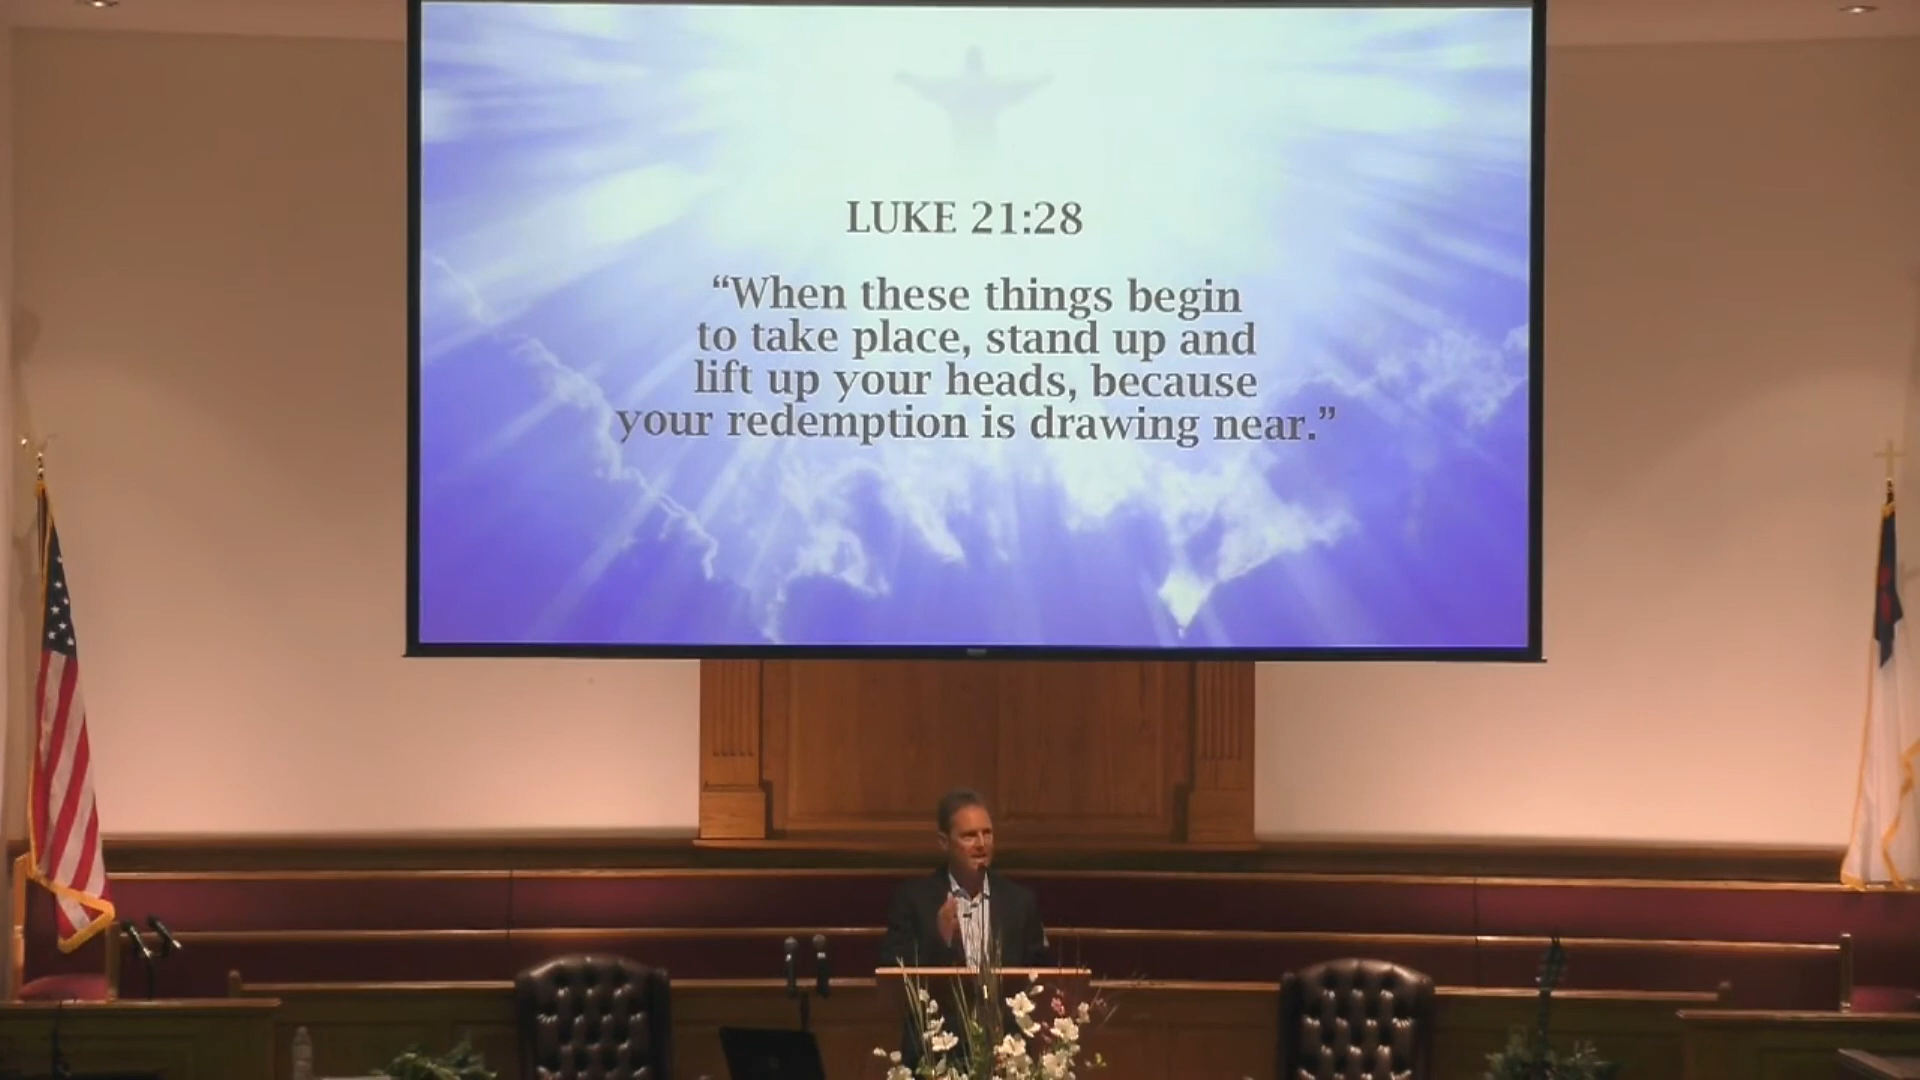 LUKE 21:28
“When these things begin
to take place, stand up and
lift up your heads, because
your redemption is drawing near.”